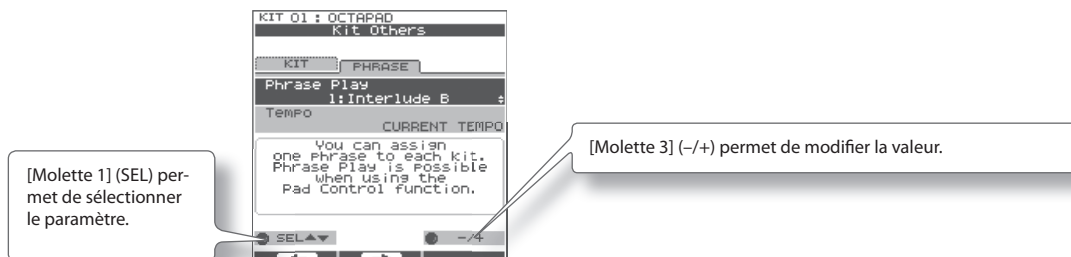 KIT 01 : OCTAPAD
Kit Others
KIT
PHRASE
Phrase Play
1:Interlude B
Tempo
CURRENT TEMPO
You can assign
one phrase to each kit.
Phrase Play is possible
when using the
Pad Control function.
SEL▲▼
-/+
[Molette 1] (SEL) per-
met de sélectionner
le paramètre.
[Molette 3] (–/+) permet de modifier la valeur.